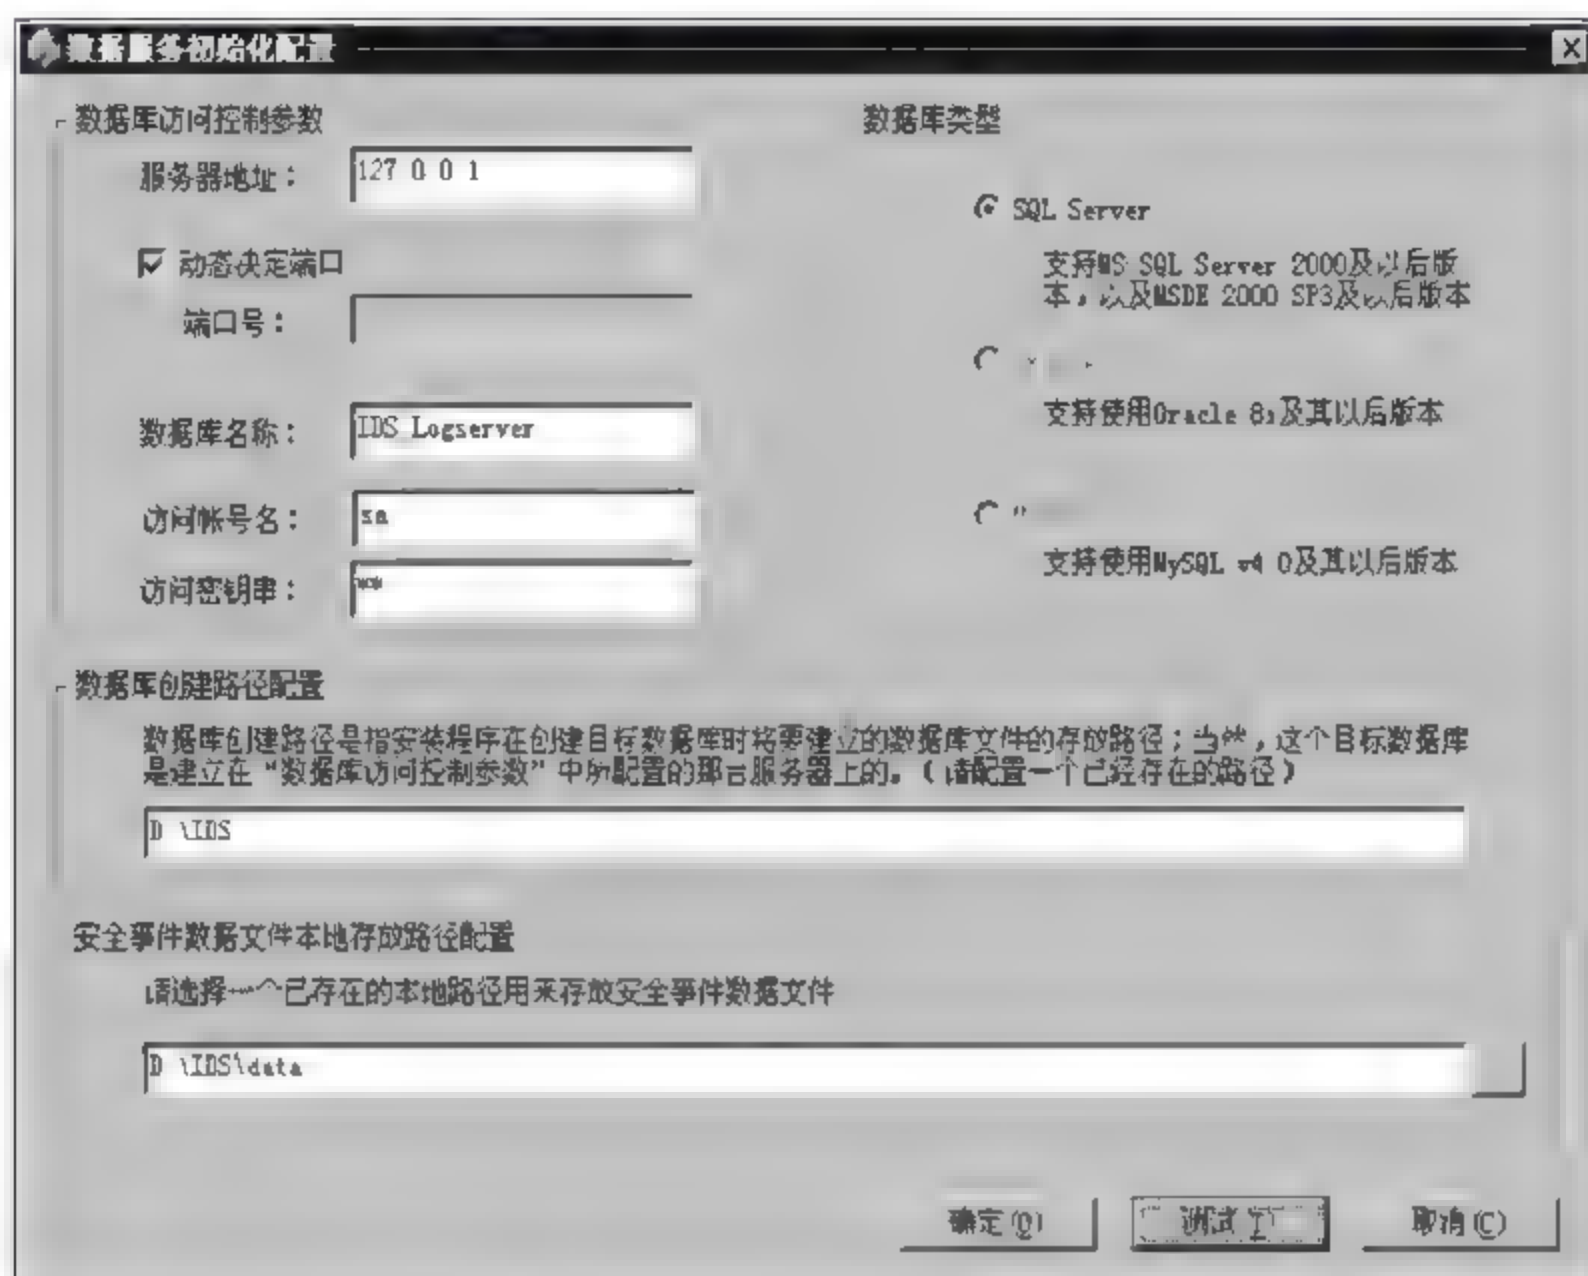 数据服务初始化配置
数据库访问控制参数
服务器地址：
127 0 0 1
动态决定端口
端口号：
数据库名称：
IDS Logserver
访问帐号名：
sa
访问密钥串：
**
数据库类型
SQL Server
支持MS SQL Server 2000及以后版
本，以及MSDE 2000 SP3及以后版本
支持使用Oracle 8i及其以后版本
支持使用MySQL v4 0及其以后版本
数据库创建路径配置
数据库创建路径是指安装程序在创建目标数据库时将要建立的数据库文件的存放路径；当然，这个目标数据库
是建立在“数据库访问控制参数”中所配置的那台服务器上的。(请配置一个已经存在的路径)
D \IDS
安全事件数据文件本地存放路径配置
请选择一个已存在的本地路径用来存放安全事件数据文件
D \IDS\data
确定(O)
测试(T)
取消(C)